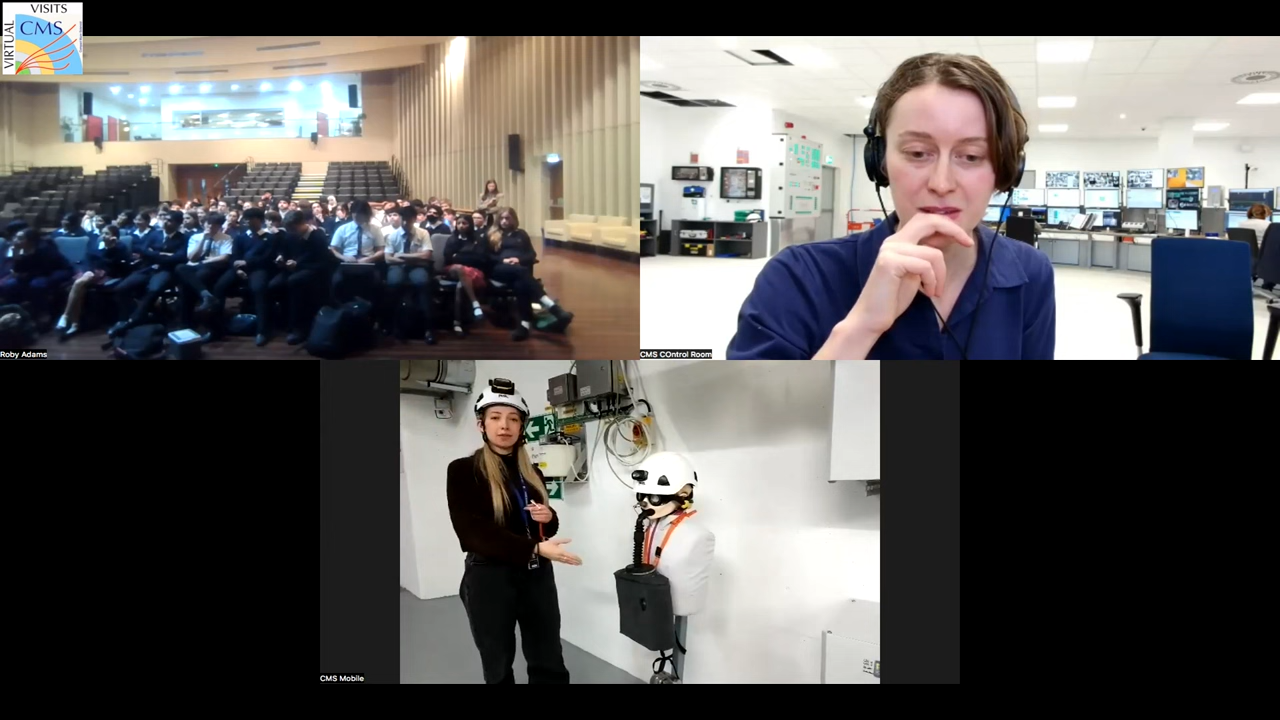 VISITS
VIRTUAL
CMS
Roby Adams
CMS COntrol Room
CMS Mobile